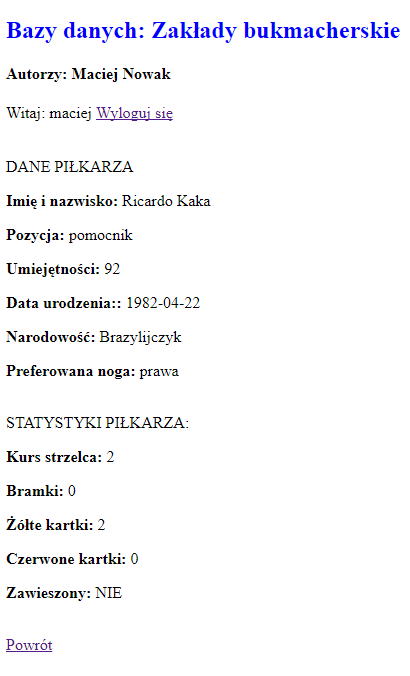 Bazy danych: Zakłady bukmacherskie
Autorzy: Maciej Nowak
Witaj: maciej Wyloguj się
DANE PIŁKARZA
Imię i nazwisko: Ricardo Kaka
Pozycja: pomocnik
Umiejętności: 92
Data urodzenia:: 1982-04-22
Narodowość: Brazylijczyk
Preferowana noga: prawa
STATYSTYKI PIŁKARZA:
Kurs strzelca: 2
Bramki: 0
Żółte kartki: 2
Czerwone kartki: 0
Zawieszony: NIE
Powrót